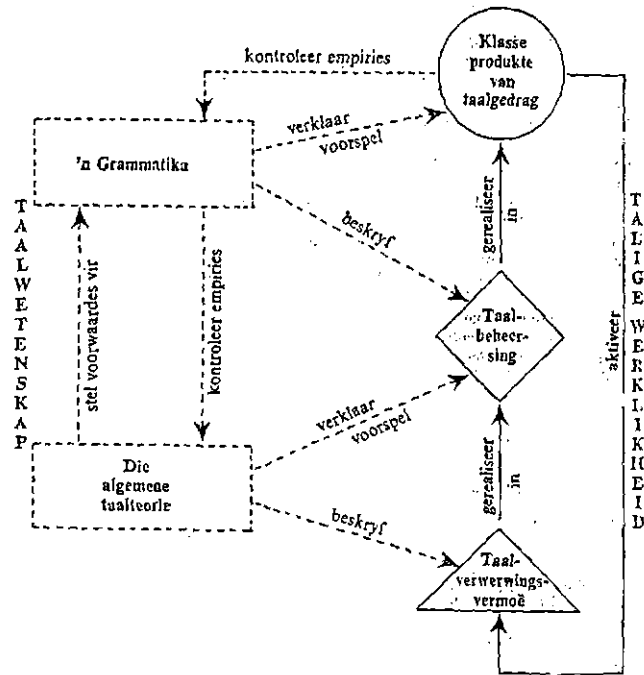 Klasse
produkte
van
taalgedrag
kontroleer empiries
verklaar
voorspel
'n Grammatika
beskryf
gerealiseer
in
TAALWETENSKAP
stel voorwaardes vir
kontroleer empiries
Taal-
beheer-
sing
aktiveer
TALIGE WERKLIKHEID
verklaar
voorspel
Die
algemene
taalteorie
gerealiseer
in
beskryf
Taal-
verwerwings-
vermoë